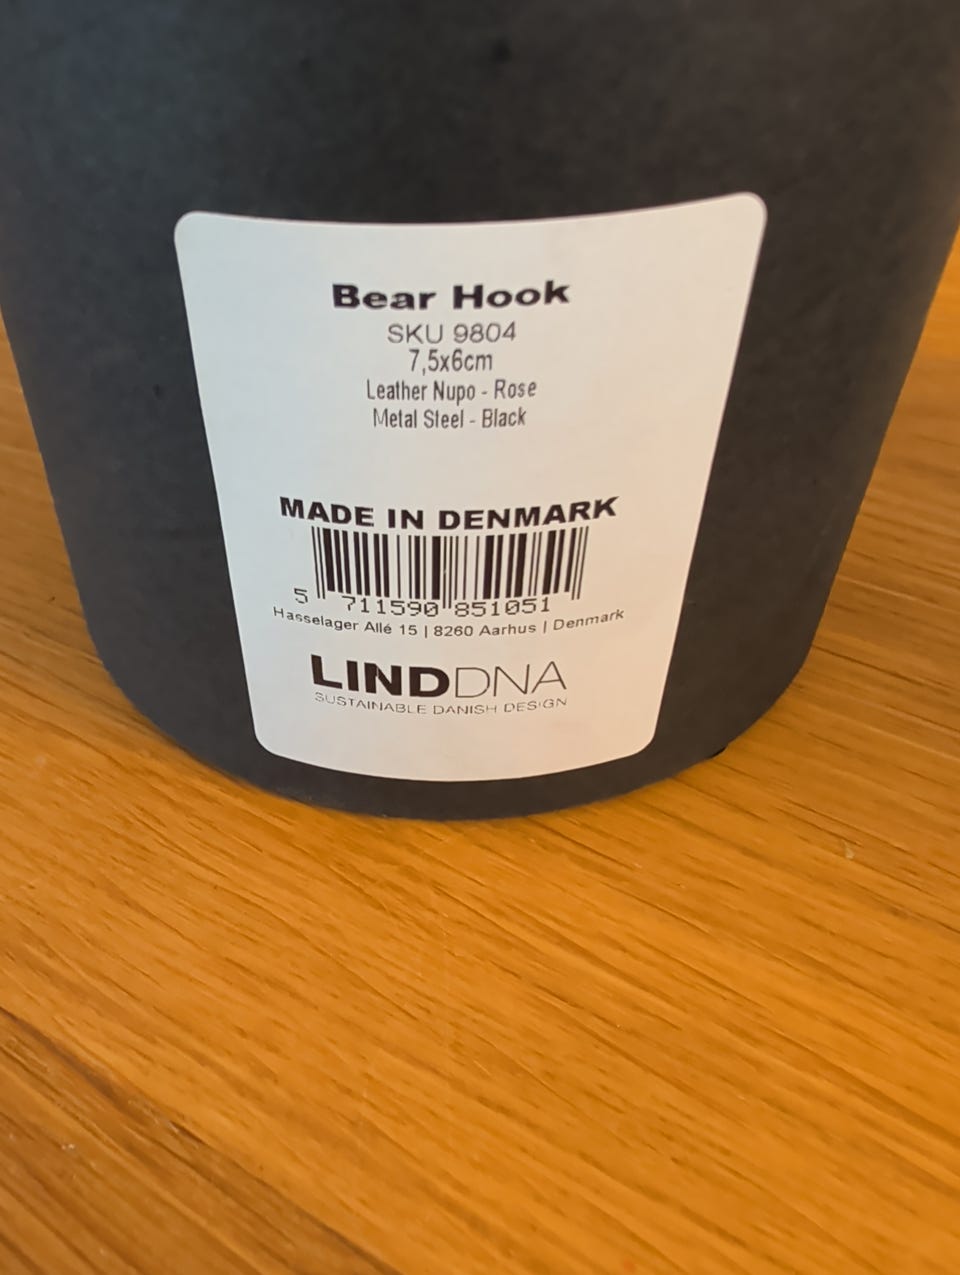 Bear Hook
SKU 9804
7,5x6cm
Leather Nupo - Rose
Metal Steel - Black
MADE IN DENMARK
5 711590 851051
Hasselager Allé 15 | 8260 Aarhus | Denmark
LINDDNA
SUSTAINABLE DANISH DESIGN